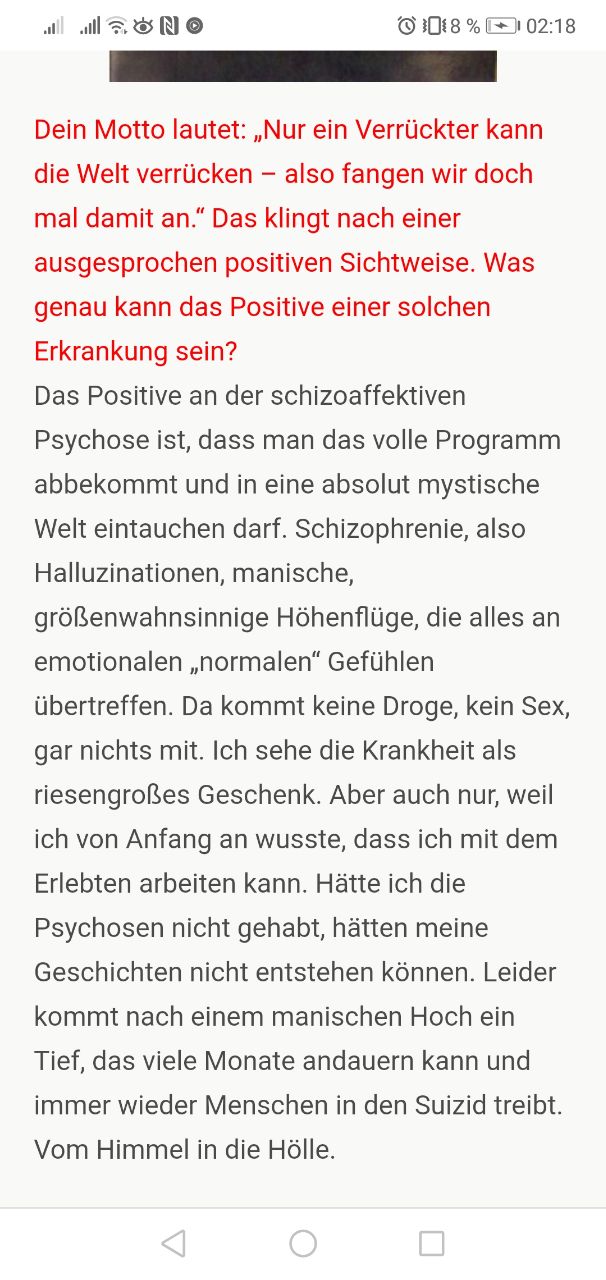 8 % 02:18
Dein Motto lautet: „Nur ein Verrückter kann
die Welt verrücken – also fangen wir doch
mal damit an.“ Das klingt nach einer
ausgesprochen positiven Sichtweise. Was
genau kann das Positive einer solchen
Erkrankung sein?
Das Positive an der schizoaffektiven
Psychose ist, dass man das volle Programm
abbekommt und in eine absolut mystische
Welt eintauchen darf. Schizophrenie, also
Halluzinationen, manische,
größenwahnsinnige Höhenflüge, die alles an
emotionalen „normalen“ Gefühlen
übertreffen. Da kommt keine Droge, kein Sex,
gar nichts mit. Ich sehe die Krankheit als
riesengroßes Geschenk. Aber auch nur, weil
ich von Anfang an wusste, dass ich mit dem
Erlebten arbeiten kann. Hätte ich die
Psychosen nicht gehabt, hätten meine
Geschichten nicht entstehen können. Leider
kommt nach einem manischen Hoch ein
Tief, das viele Monate andauern kann und
immer wieder Menschen in den Suizid treibt.
Vom Himmel in die Hölle.